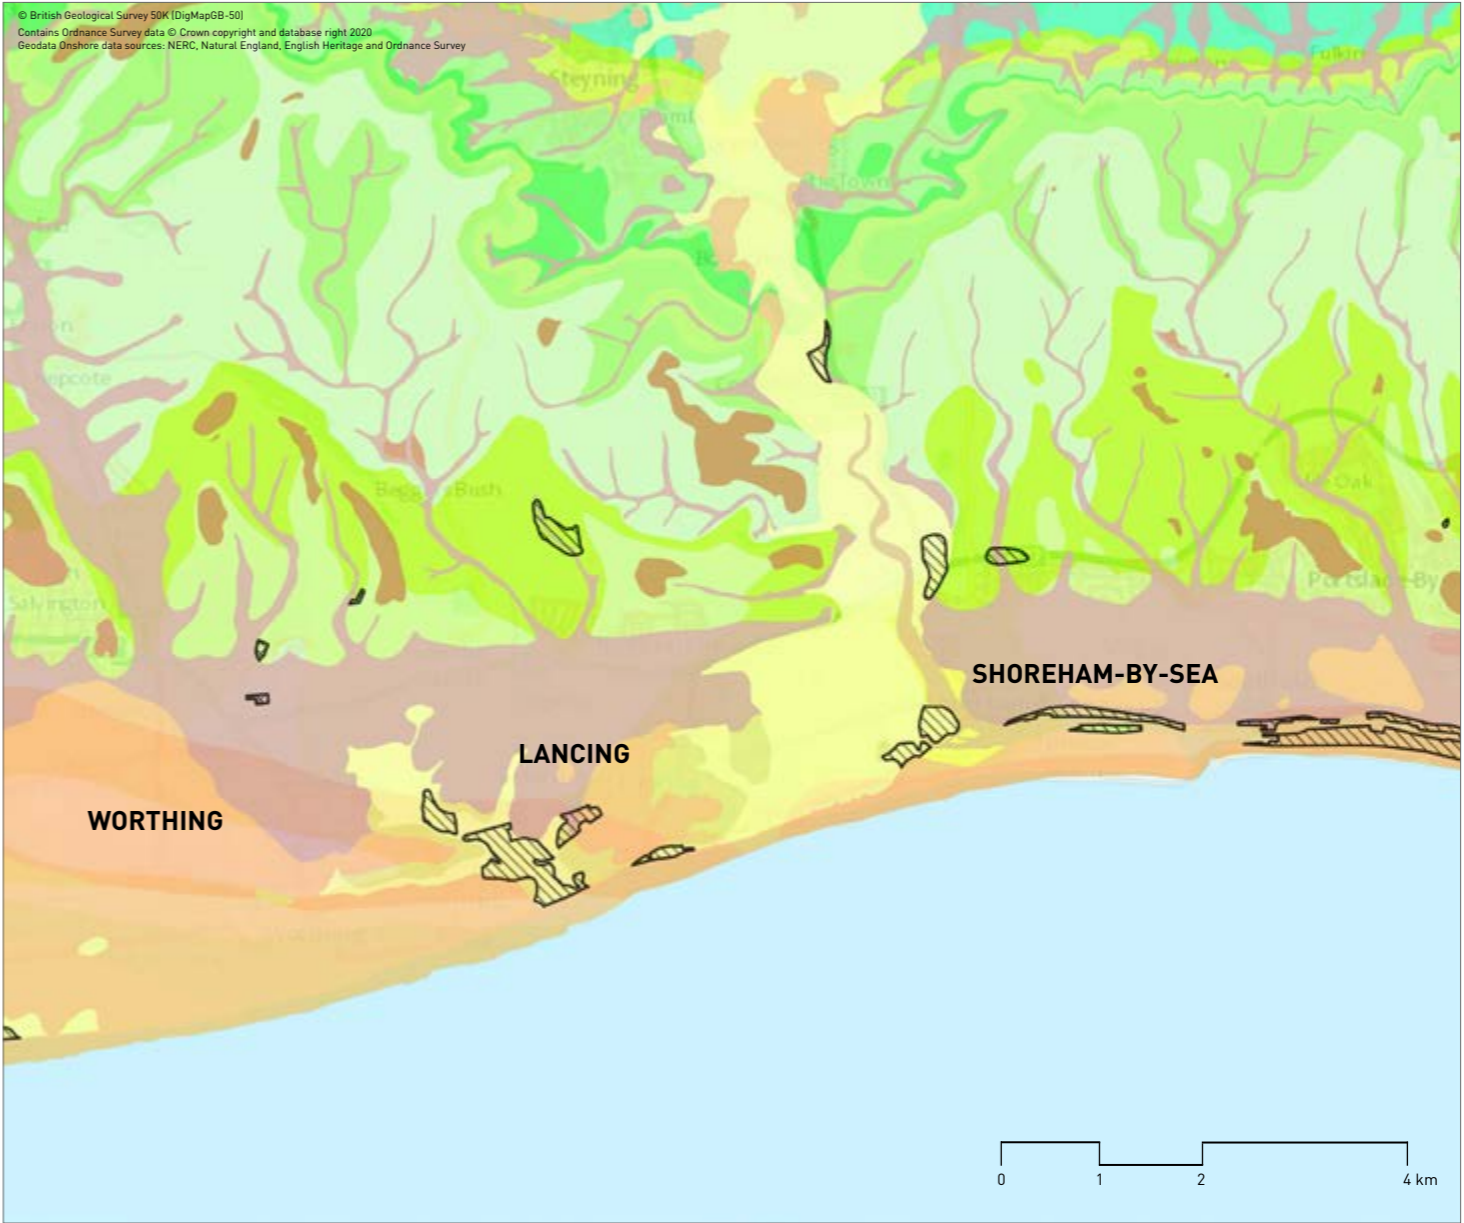 © British Geological Survey 50K (DigMapGB-50)
Contains Ordnance Survey data © Crown copyright and database right 2020
Geodata Onshore data sources: NERC, Natural England, English Heritage and Ordnance Survey
Steyning
Salvington
SHOREHAM-BY-SEA
LANCING
WORTHING
0 1 2 4 km